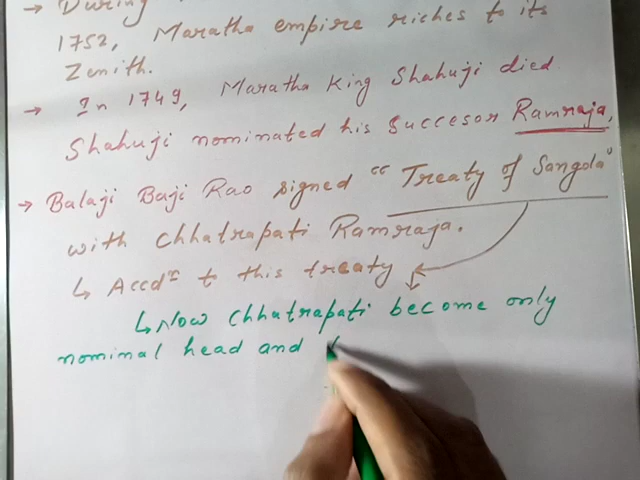 → During
1752, Maratha empire riches to its
Zenith.
→ In 1749, Maratha King Shahuji died.
Shahuji nominated his Succesor Ramraja,
→ Balaji Baji Rao signed "Treaty of Sangola"
with Chhatrapati Ramraja.
↳ Accdⁿ to this treaty
↳ Now Chhatrapati become only
nominal head and